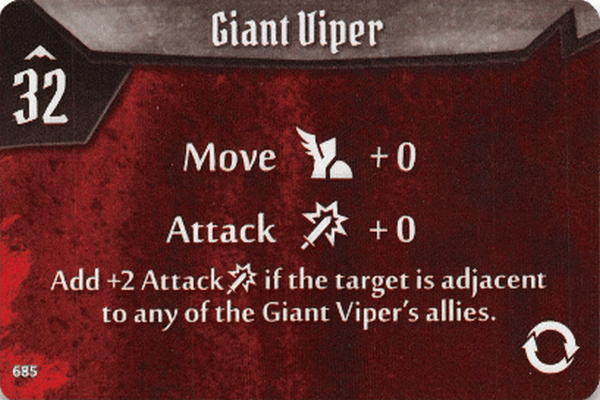 Giant Viper
32
Move + 0
Attack + 0
Add +2 Attack if the target is adjacent
to any of the Giant Viper's allies.
685